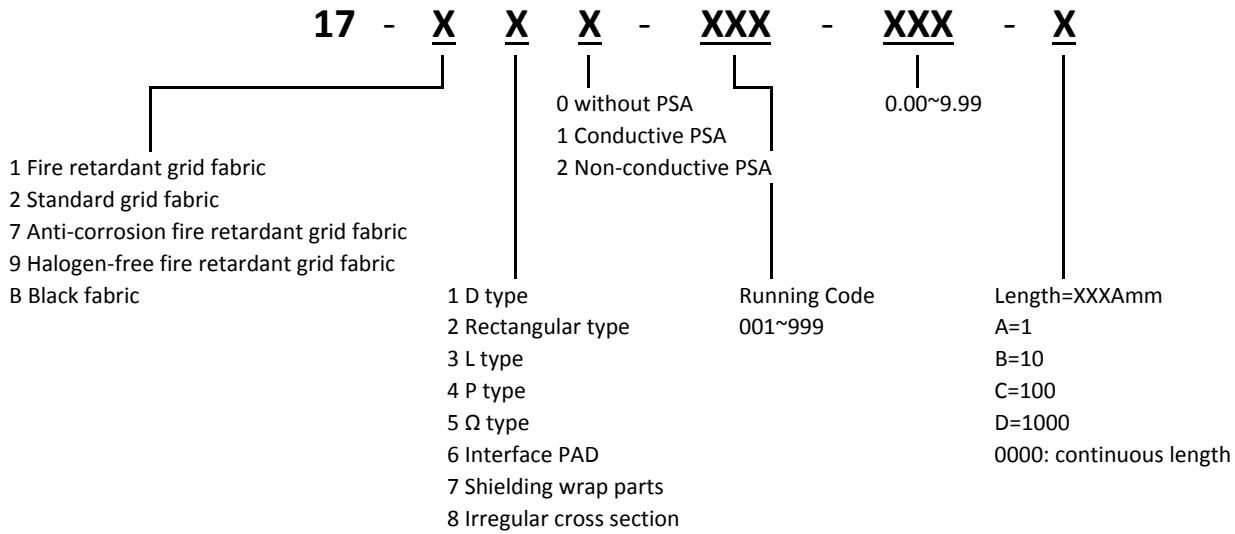 17 - X X X - XXX - XXX - X
0 without PSA
1 Conductive PSA
2 Non-conductive PSA
0.00~9.99
1 Fire retardant grid fabric
2 Standard grid fabric
7 Anti-corrosion fire retardant grid fabric
9 Halogen-free fire retardant grid fabric
B Black fabric
1 D type
2 Rectangular type
3 L type
4 P type
5 Ω type
6 Interface PAD
7 Shielding wrap parts
8 Irregular cross section
Running Code
001~999
Length=XXXAmm
A=1
B=10
C=100
D=1000
0000: continuous length